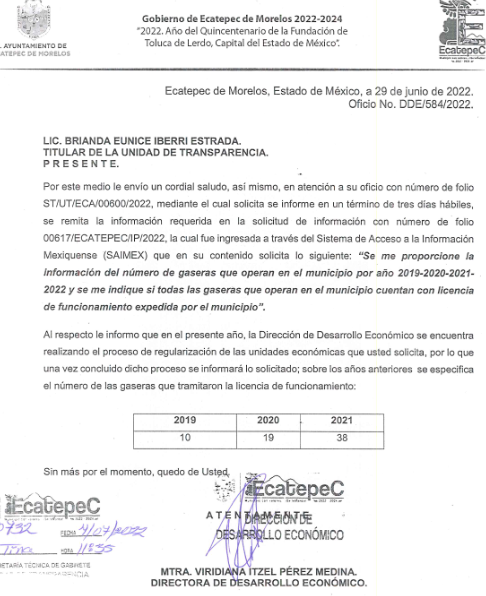 Gobierno de Ecatepec de Morelos 2022-2024
"2022. Año del Quincentenario de la Fundación de
Toluca de Lerdo, Capital del Estado de México".
AYUNTAMIENTO DE
ECATEPEC DE MORELOS
EcatepeC
Ecatepec de Morelos, Estado de México, a 29 de junio de 2022.
Oficio No. DDE/584/2022.
LIC. BRIANDA EUNICE IBERRI ESTRADA.
TITULAR DE LA UNIDAD DE TRANSPARENCIA.
P R E S E N T E.
Por este medio le envío un cordial saludo, así mismo, en atención a su oficio con número de folio
ST/UT/ECA/00600/2022, mediante el cual solicita se informe en un término de tres días hábiles,
se remita la información requerida en la solicitud de información con número de folio
00617/ECATEPEC/IP/2022, la cual fue ingresada a través del Sistema de Acceso a la Información
Mexiquense (SAIMEX) que en su contenido solicita lo siguiente: "Se me proporcione la
información del número de gaseras que operan en el municipio por año 2019-2020-2021-
2022 y se me indique si todas las gaseras que operan en el municipio cuentan con licencia
de funcionamiento expedida por el municipio".
Al respecto le informo que en el presente año, la Dirección de Desarrollo Económico se encuentra
realizando el proceso de regularización de las unidades económicas que usted solicita, por lo que
una vez concluido dicho proceso se informará lo solicitado; sobre los años anteriores se especifica
el número de las gaseras que tramitaron la licencia de funcionamiento:
2019 2020 2021
10 19 38
Sin más por el momento, quedo de Usted.
EcatepeC
EcatepeC
A T E N T A M E N T E
DIRECCIÓN DE
DESARROLLO ECONÓMICO
0732 FECHA 4/07/2022
HORA 11:35
SECRETARÍA TÉCNICA DE GABINETE
MTRA. VIRIDIANA ITZEL PÉREZ MEDINA.
DIRECTORA DE DESARROLLO ECONÓMICO.